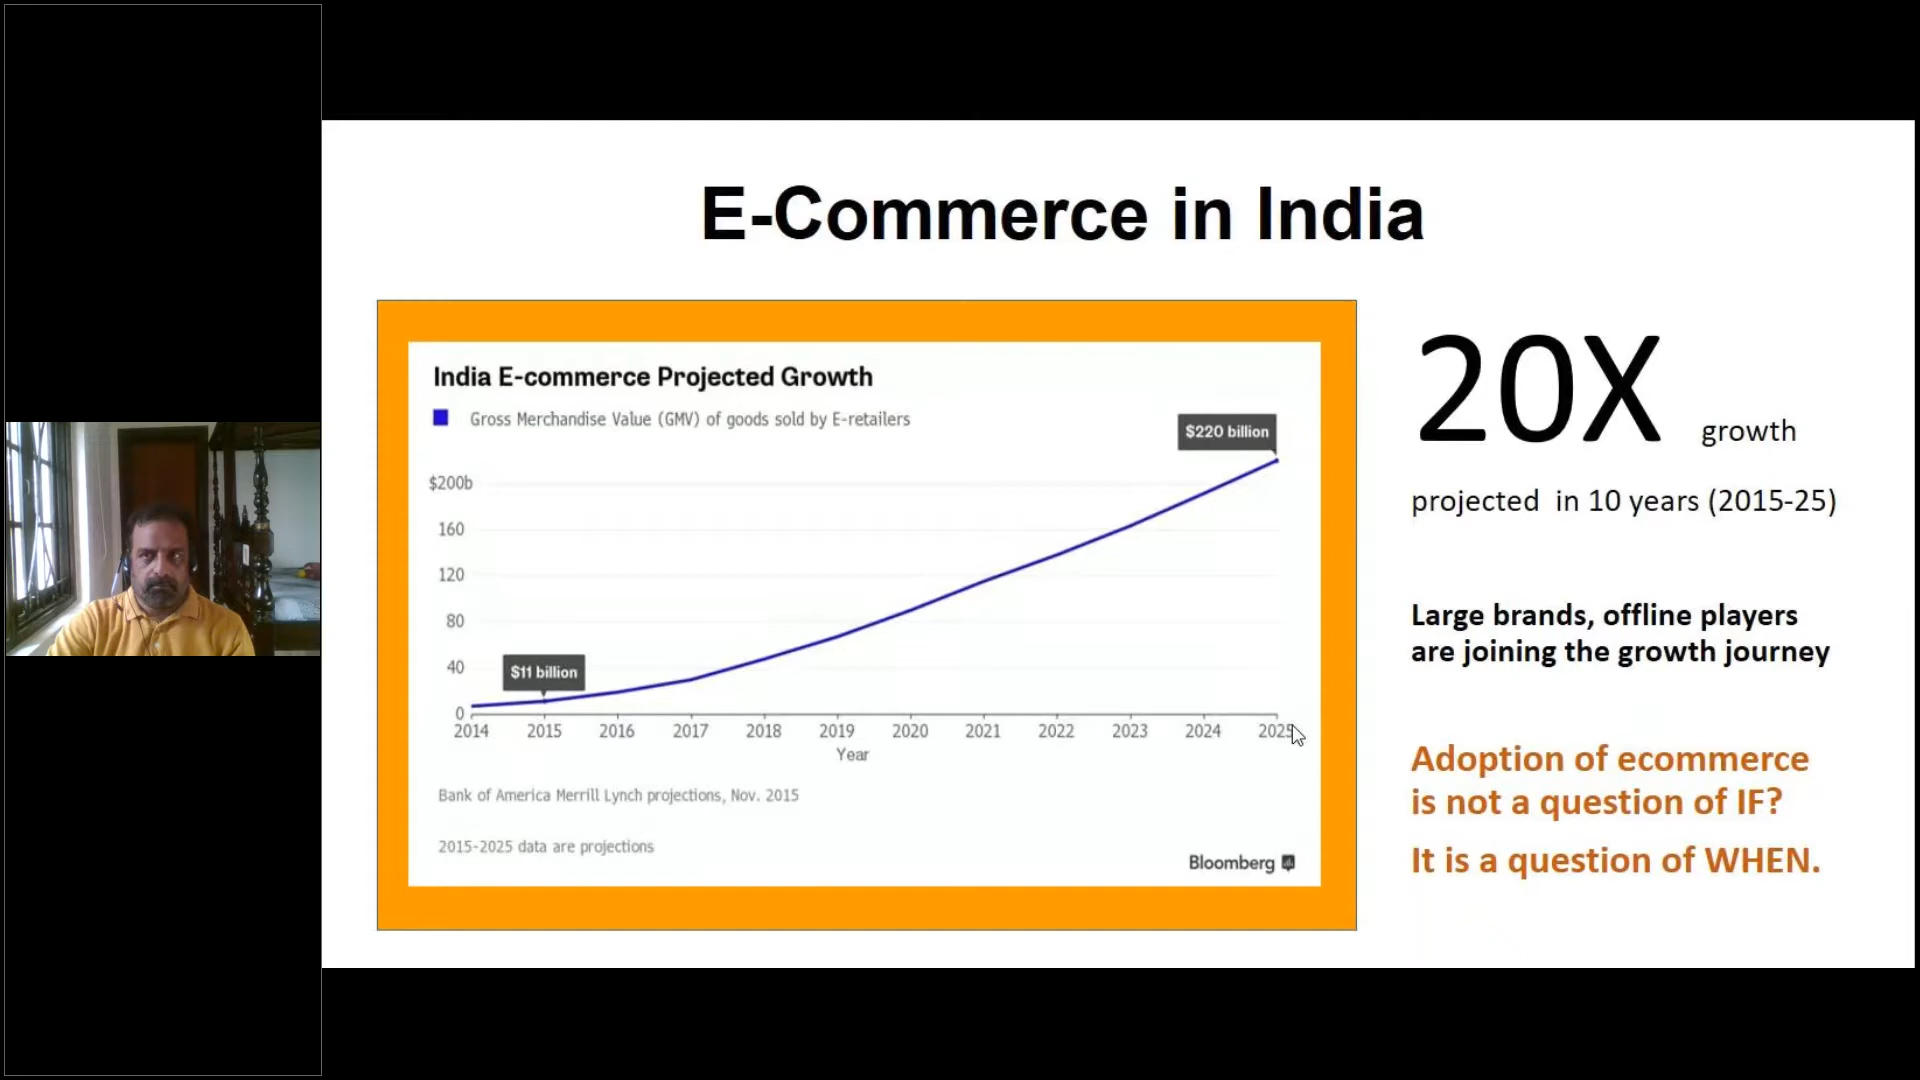 E-Commerce in India
India E-commerce Projected Growth
Gross Merchandise Value (GMV) of goods sold by E-retailers
$220 billion
$200b
160
120
80
40
0
$11 billion
2014 2015 2016 2017 2018 2019 2020 2021 2022 2023 2024 2025
Year
Bank of America Merrill Lynch projections, Nov. 2015
2015-2025 data are projections
Bloomberg
20X growth
projected in 10 years (2015-25)
Large brands, offline players
are joining the growth journey
Adoption of ecommerce
is not a question of IF?
It is a question of WHEN.